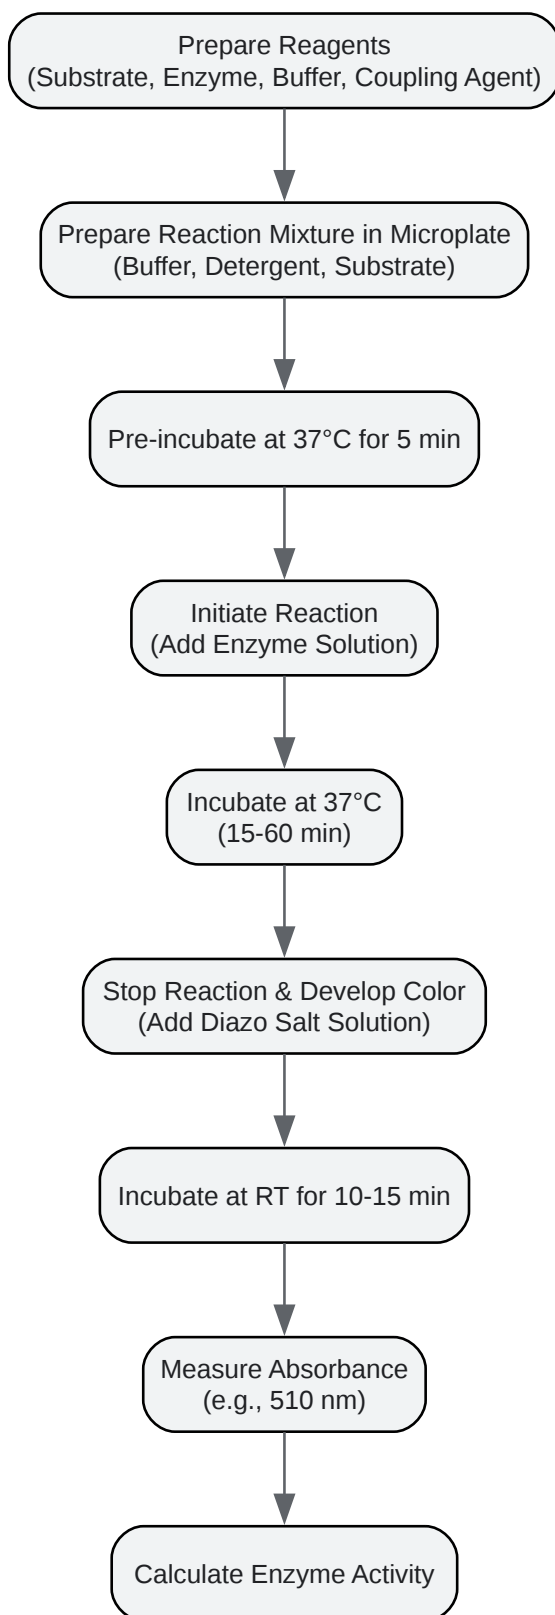 Prepare Reagents
(Substrate, Enzyme, Buffer, Coupling Agent)
Prepare Reaction Mixture in Microplate
(Buffer, Detergent, Substrate)
Pre-incubate at 37°C for 5 min
Initiate Reaction
(Add Enzyme Solution)
Incubate at 37°C
(15-60 min)
Stop Reaction & Develop Color
(Add Diazo Salt Solution)
Incubate at RT for 10-15 min
Measure Absorbance
(e.g., 510 nm)
Calculate Enzyme Activity